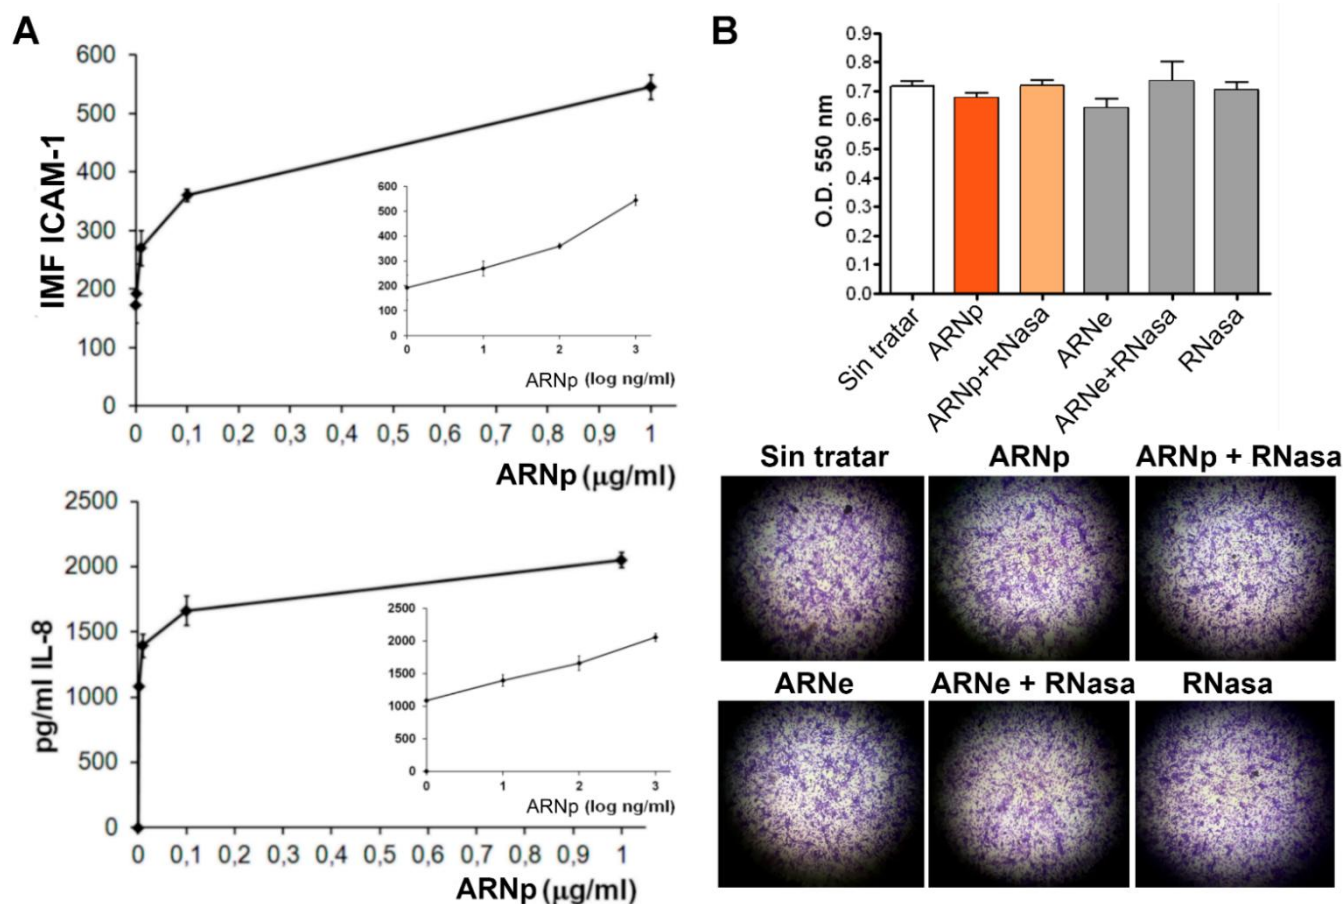 A
600
500
400
300
200
100
0
IMF ICAM-1
600
500
400
300
200
100
0
0 1 2 3
ARNp (log ng/ml)
0 0,1 0,2 0,3 0,4 0,5 0,6 0,7 0,8 0,9 1
ARNp (µg/ml)
2500
2000
1500
1000
500
0
pg/ml IL-8
2500
2000
1500
1000
500
0
0 1 2 3
ARNp (log ng/ml)
0 0,1 0,2 0,3 0,4 0,5 0,6 0,7 0,8 0,9 1
ARNp (µg/ml)
B
0.9
0.8
0.7
0.6
0.5
0.4
0.3
0.2
0.1
0.0
O.D. 550 nm
Sin tratar
ARNp
ARNp+RNasa
ARNe
ARNe+RNasa
RNasa
Sin tratar ARNp ARNp + RNasa
ARNe ARNe + RNasa RNasa